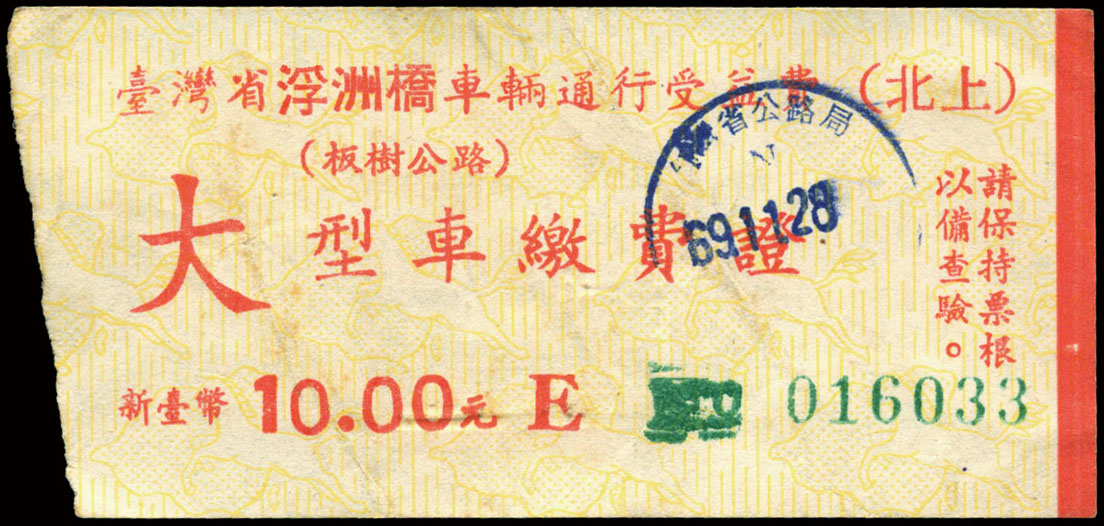 臺灣省浮洲橋車輛通行受益費(北上)
(板樹公路)
大型車繳費證
請保持票根
以備查驗。
省公路局
69.11.28
新臺幣10.00元 E 016033